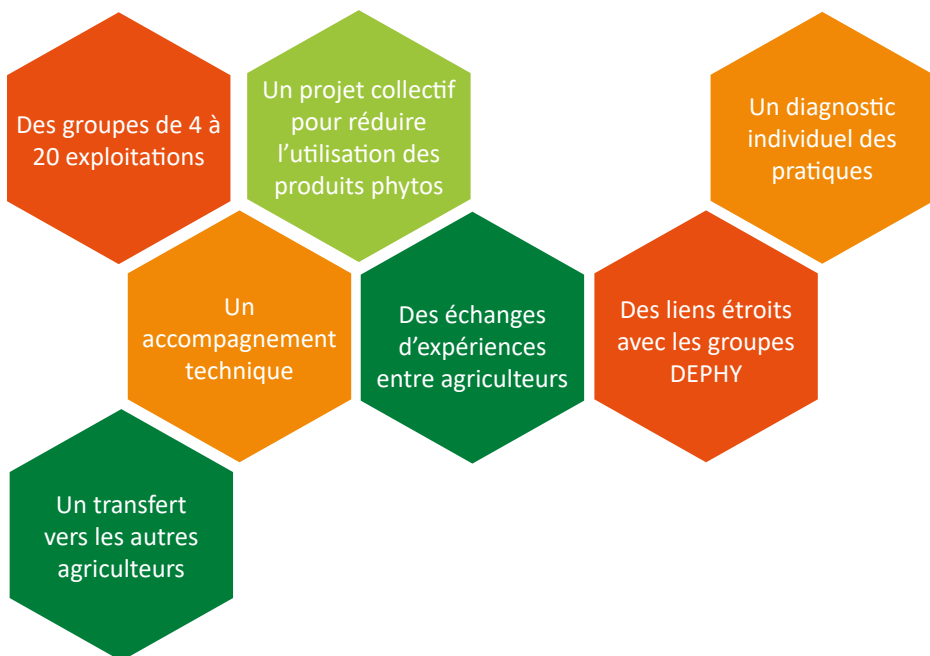 Des groupes de 4 à
20 exploitations
Un projet collectif
pour réduire
l'utilisation des
produits phytos
Un diagnostic
individuel des
pratiques
Un
accompagnement
technique
Des échanges
d'expériences
entre agriculteurs
Des liens étroits
avec les groupes
DEPHY
Un transfert
vers les autres
agriculteurs